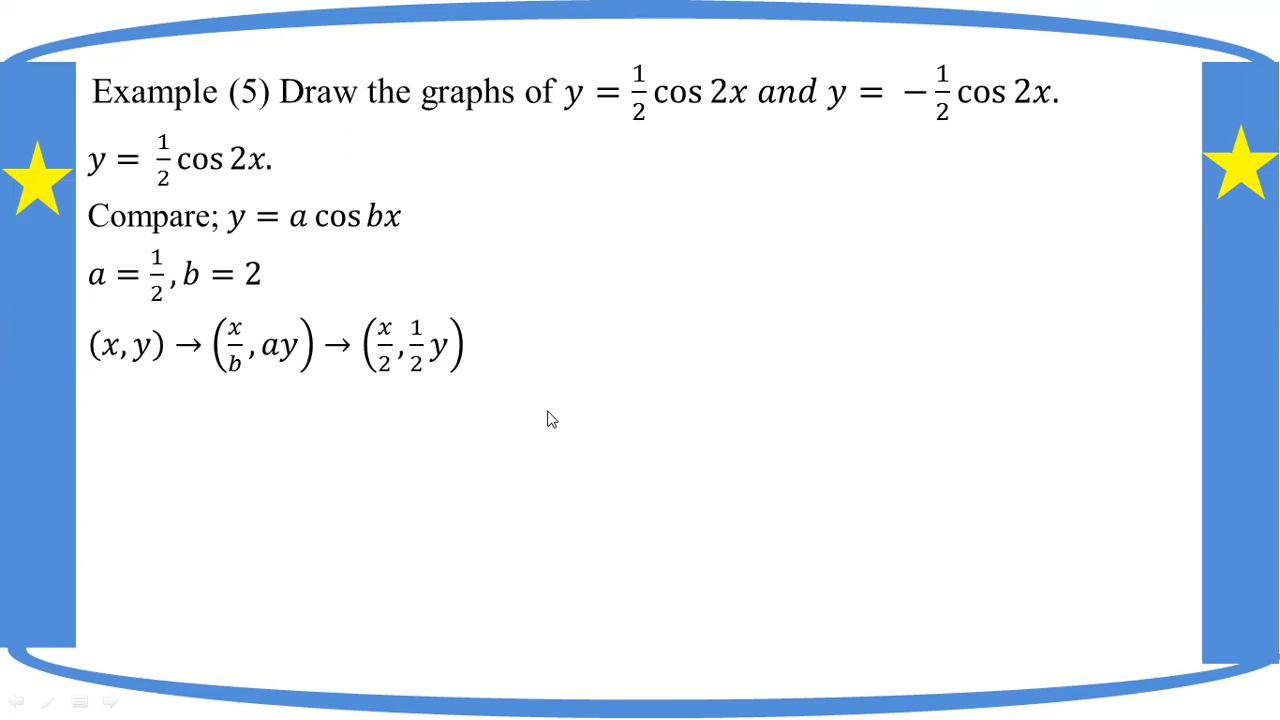 Example (5) Draw the graphs of y = 1/2 cos 2x and y = −1/2 cos 2x.
y = 1/2 cos 2x.
Compare; y = a cos bx
a = 1/2, b = 2
(x, y) → (x/b, ay) → (x/2, 1/2 y)